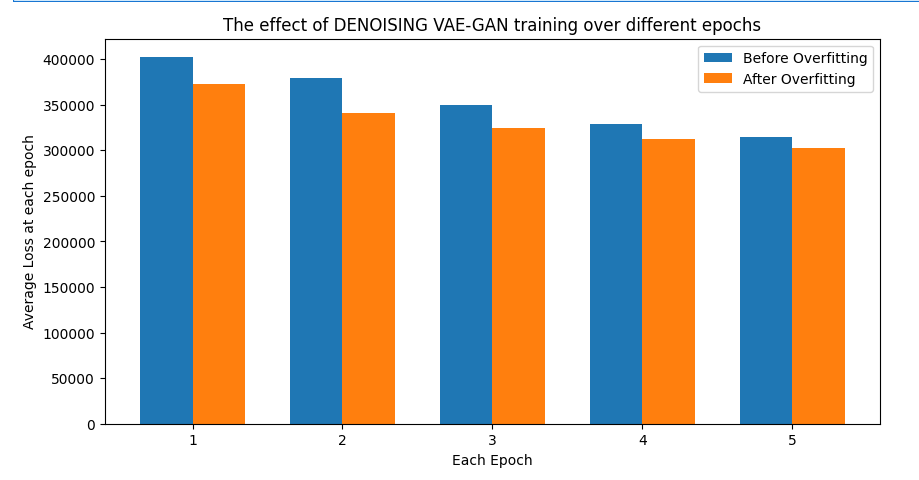 The effect of DENOISING VAE-GAN training over different epochs
Before Overfitting
After Overfitting
Average Loss at each epoch
400000
350000
300000
250000
200000
150000
100000
50000
0
1 2 3 4 5
Each Epoch